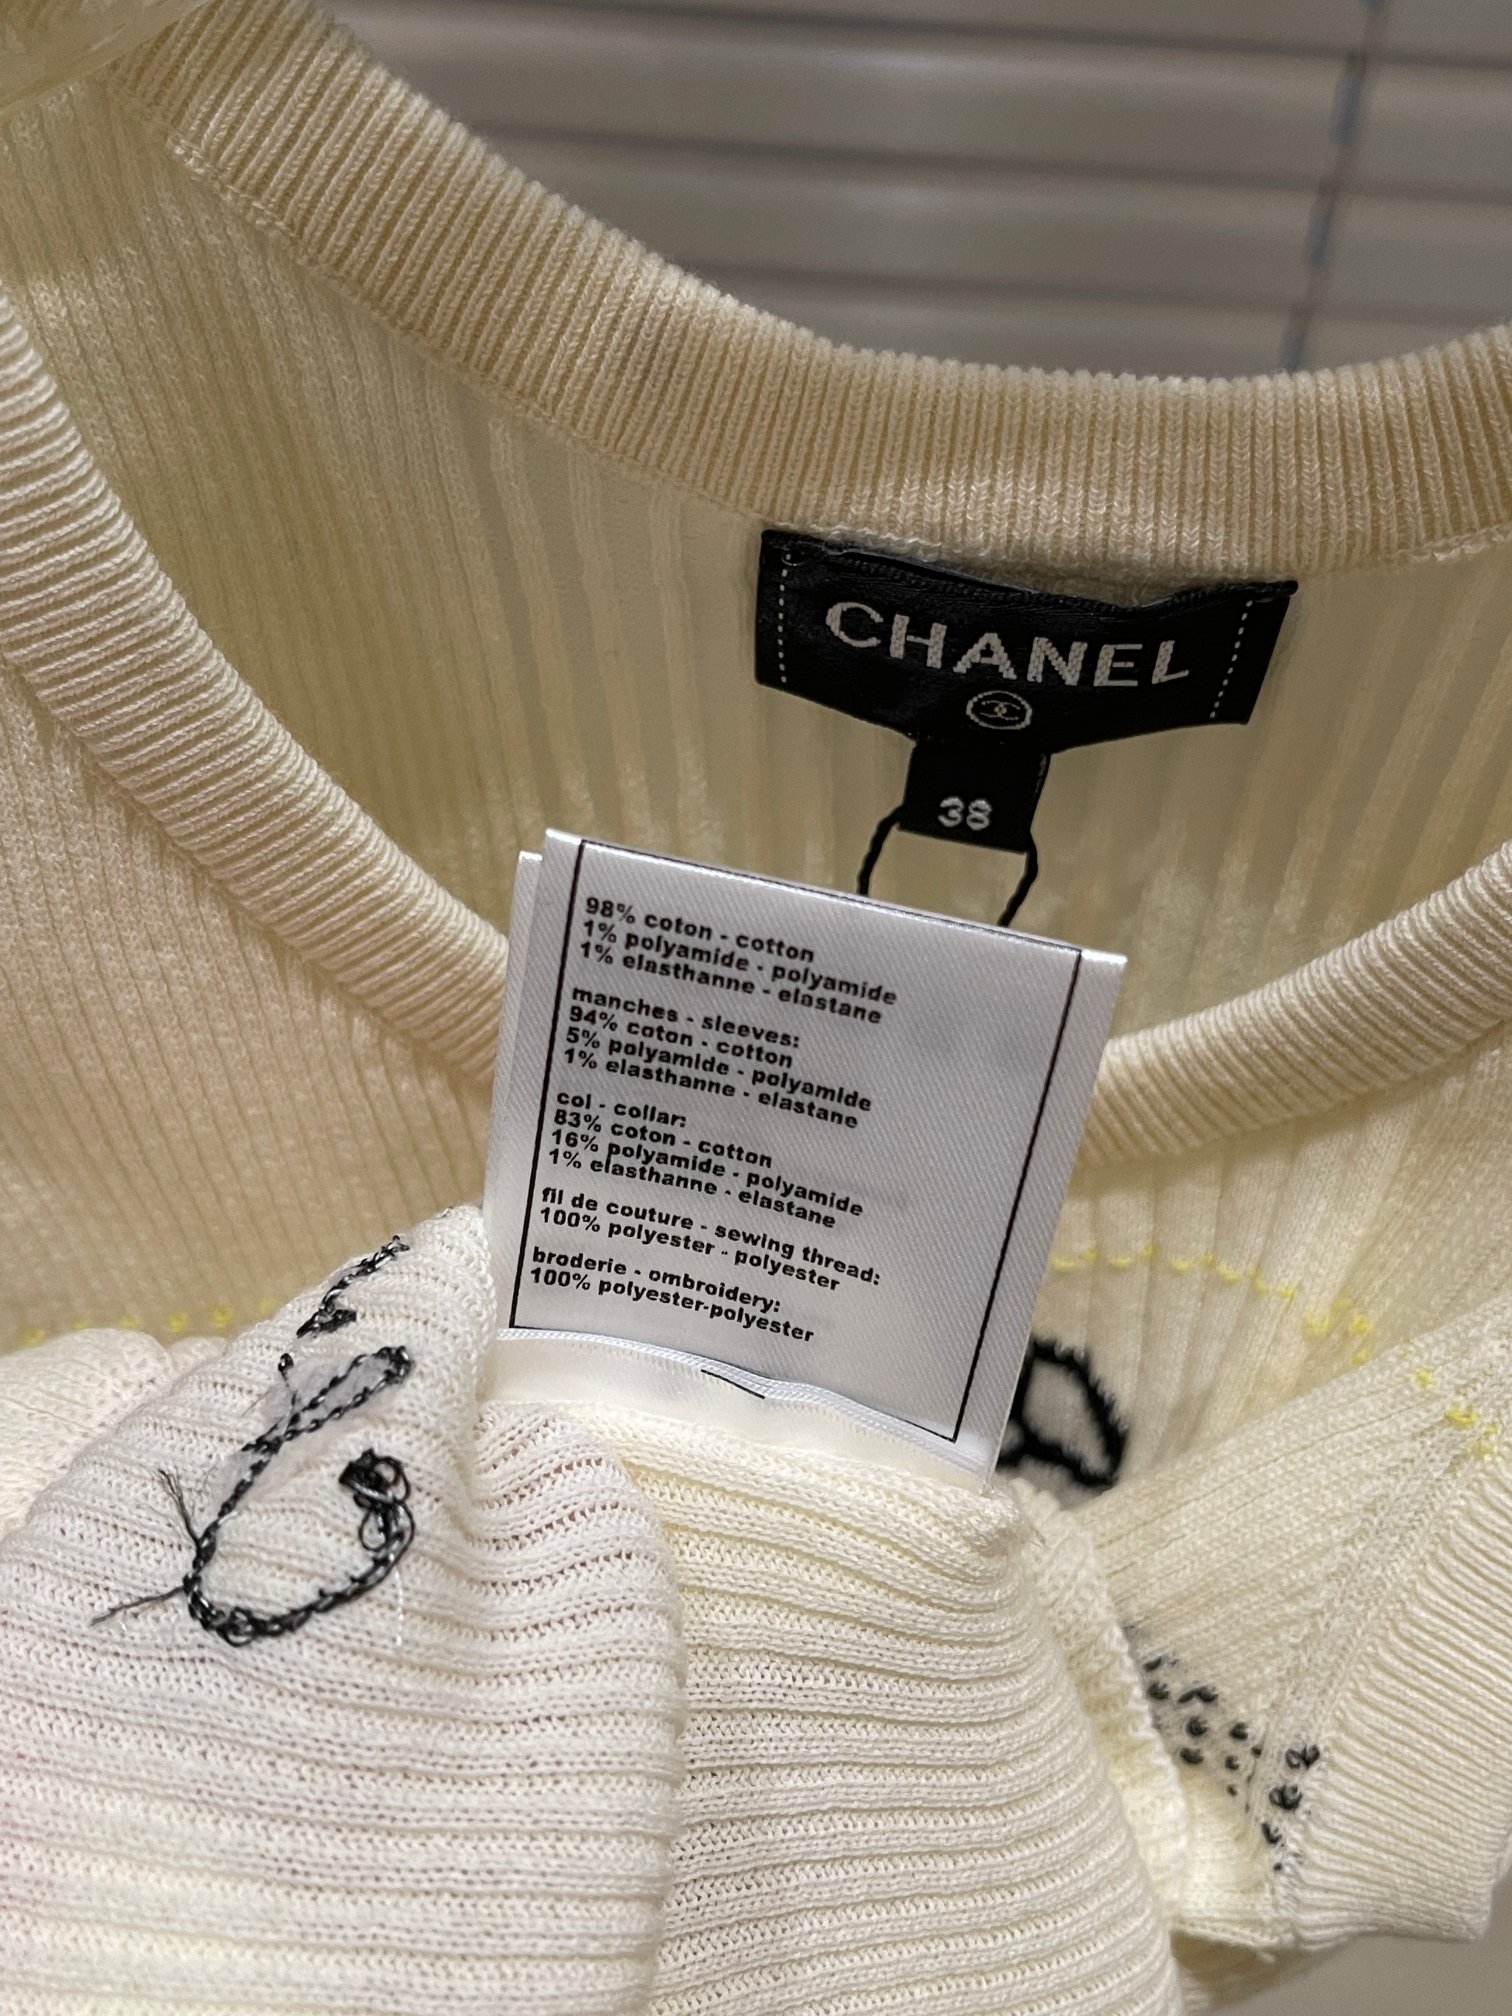 CHANEL
38
98% coton - cotton
1% polyamide - polyamide
1% elasthanne - elastane
manches - sleeves:
94% coton - cotton
5% polyamide - polyamide
1% elasthanne - elastane
col - collar:
83% coton - cotton
16% polyamide - polyamide
1% elasthanne - elastane
fil de couture - sewing thread:
100% polyester - polyester
broderie - ombroidery:
100% polyester-polyester